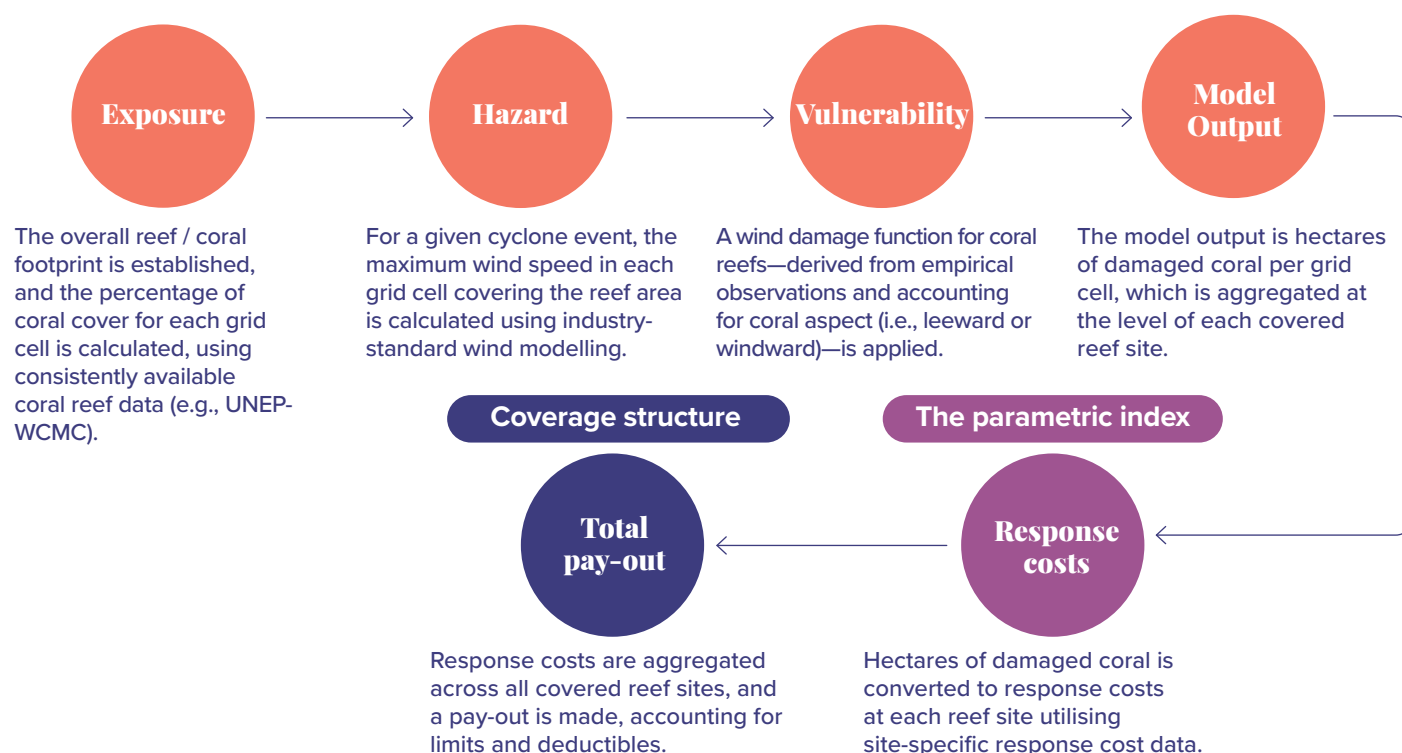 Exposure
The overall reef / coral
footprint is established,
and the percentage of
coral cover for each grid
cell is calculated, using
consistently available
coral reef data (e.g., UNEP-
WCMC).
Hazard
For a given cyclone event, the
maximum wind speed in each
grid cell covering the reef area
is calculated using industry-
standard wind modelling.
Vulnerability
A wind damage function for coral
reefs—derived from empirical
observations and accounting
for coral aspect (i.e., leeward or
windward)—is applied.
Model
Output
The model output is hectares
of damaged coral per grid
cell, which is aggregated at
the level of each covered
reef site.
The parametric index
Response
costs
Hectares of damaged coral is
converted to response costs
at each reef site utilising
site-specific response cost data.
Coverage structure
Total
pay-out
Response costs are aggregated
across all covered reef sites, and
a pay-out is made, accounting for
limits and deductibles.